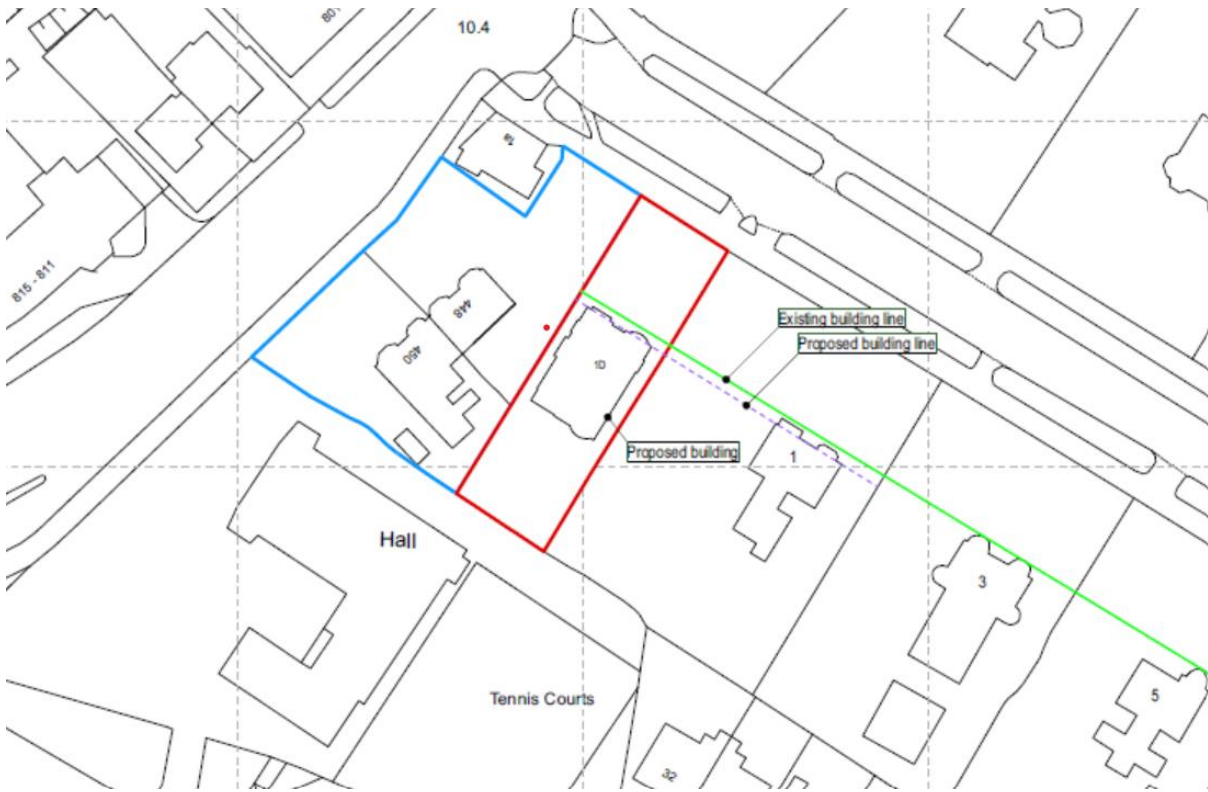 10.4
448
450
815 - 811
Existing building line
Proposed building line
1D
Proposed building
1
3
5
Hall
Tennis Courts
32